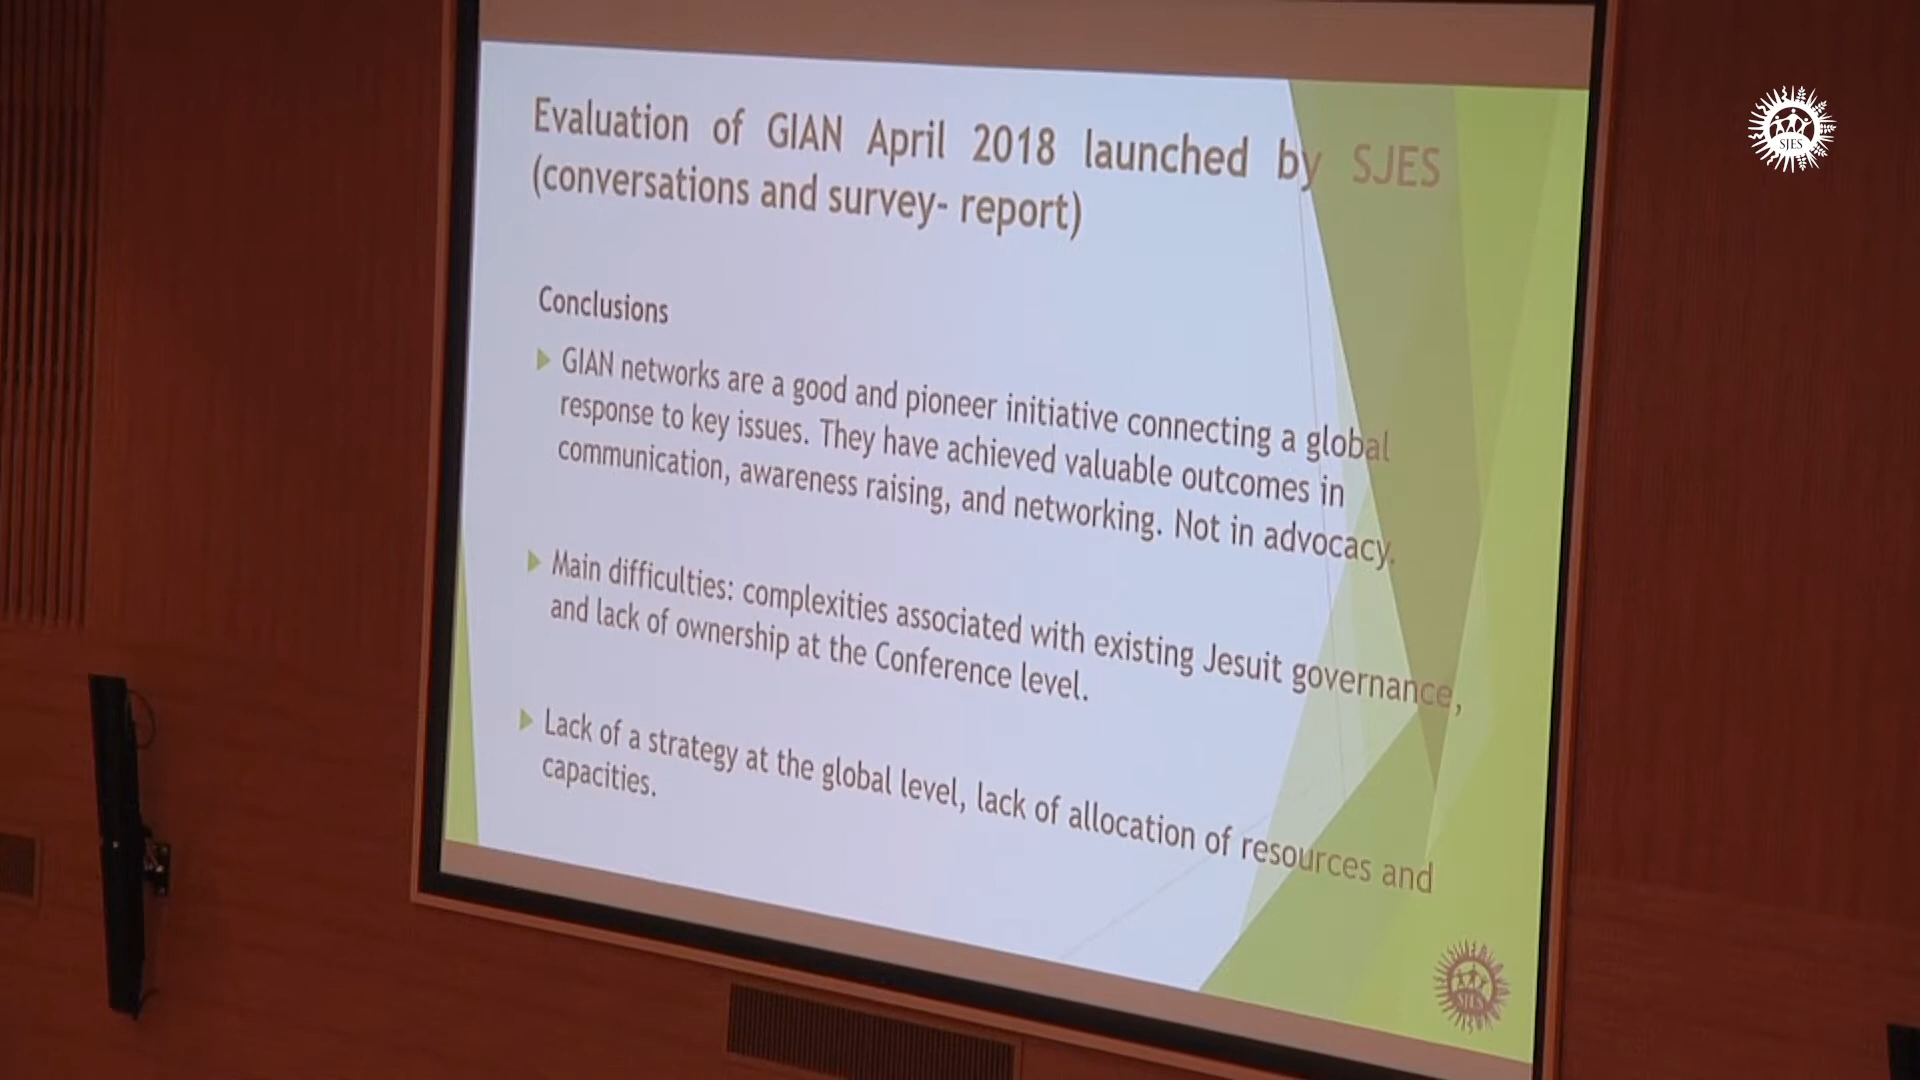 Evaluation of GIAN April 2018 launched by SJES
(conversations and survey- report)
Conclusions
GIAN networks are a good and pioneer initiative connecting a global
response to key issues. They have achieved valuable outcomes in
communication, awareness raising, and networking. Not in advocacy.
Main difficulties: complexities associated with existing Jesuit governance,
and lack of ownership at the Conference level.
Lack of a strategy at the global level, lack of allocation of resources and
capacities.
SJES
SJES